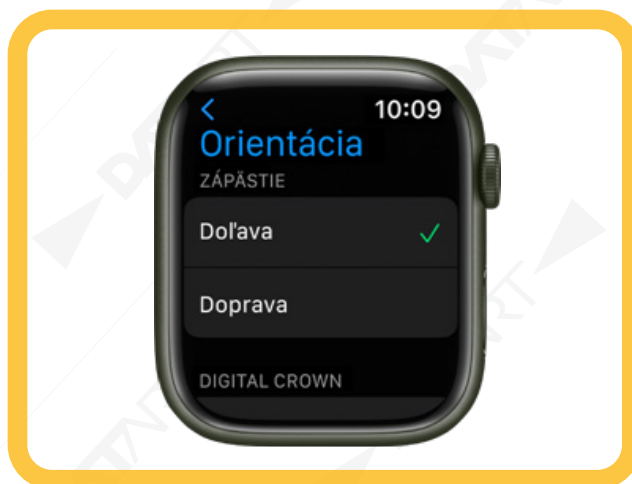 10:09
Orientácia
ZÁPÄSTIE
Doľava
Doprava
DIGITAL CROWN